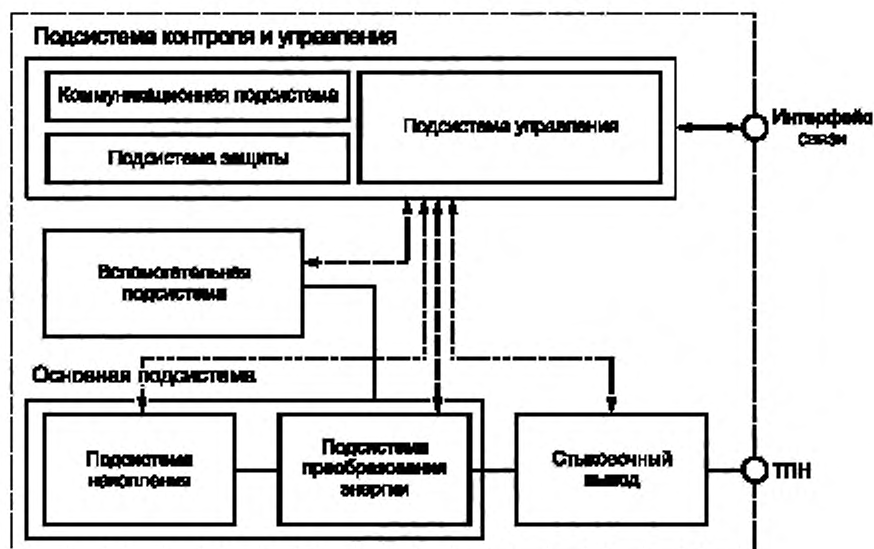 Подсистема контроля и управления
Коммуникационная подсистема
Подсистема защиты
Подсистема управления
Интерфейс
связи
Вспомогательная
подсистема
Основная подсистема
Подсистема
накопления
Подсистема
преобразования
энергии
Стыковочный
вывод
ТПН